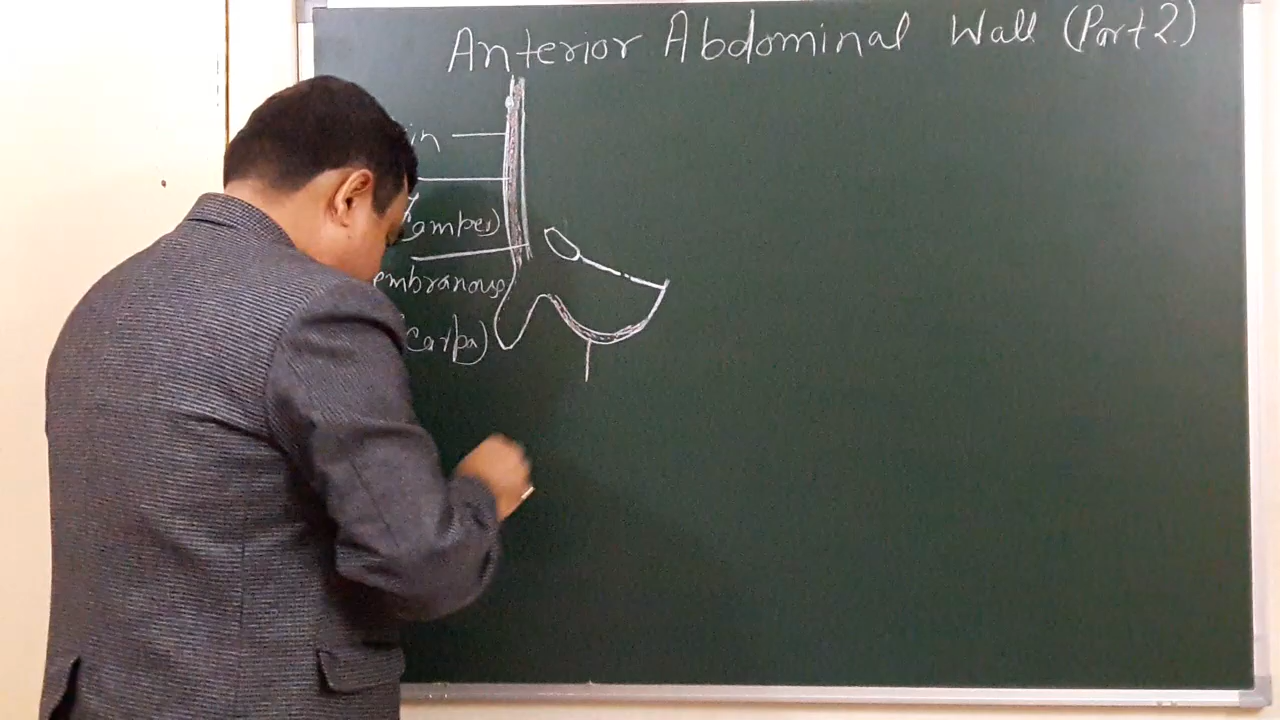 Anterior Abdominal Wall (Part 2)
in
Camper)
embranous
Scarpa)